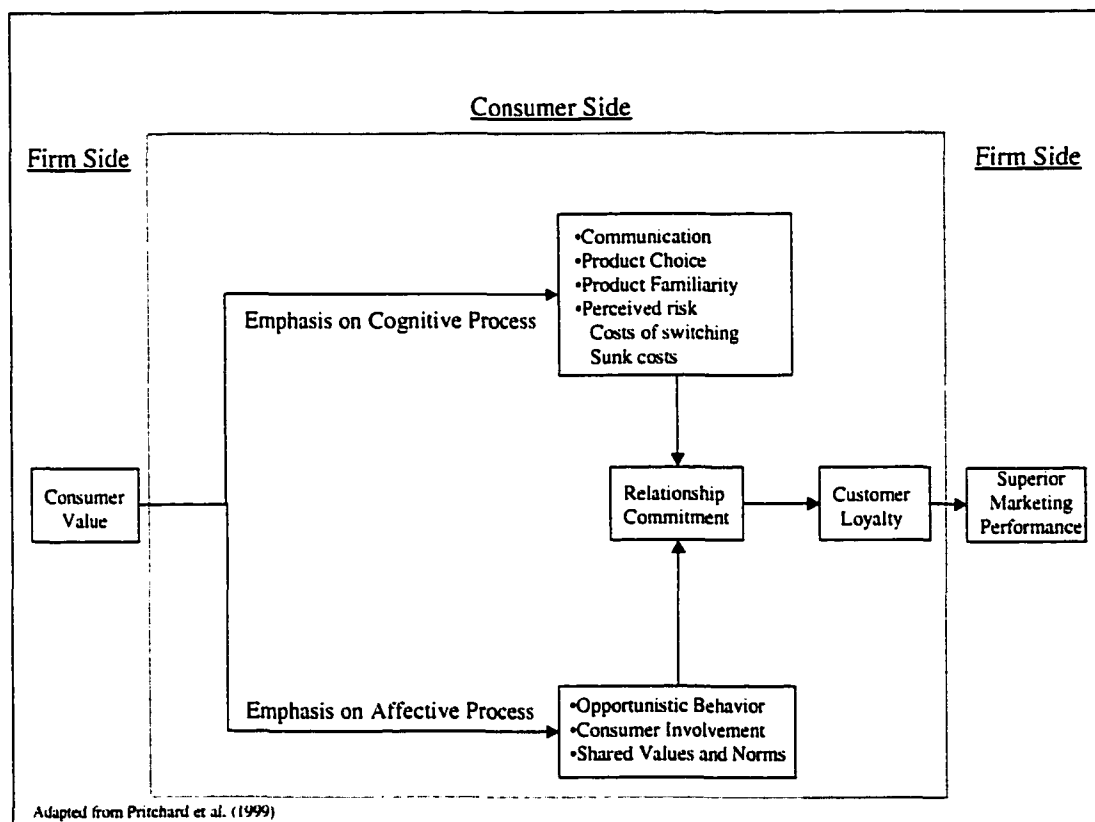 Consumer Side
Firm Side
Firm Side
•Communication
•Product Choice
•Product Familiarity
•Perceived risk
Costs of switching
Sunk costs
Emphasis on Cognitive Process
Consumer
Value
Relationship
Commitment
Customer
Loyalty
Superior
Marketing
Performance
Emphasis on Affective Process
•Opportunistic Behavior
•Consumer Involvement
•Shared Values and Norms
Adapted from Pritchard et al. (1999)